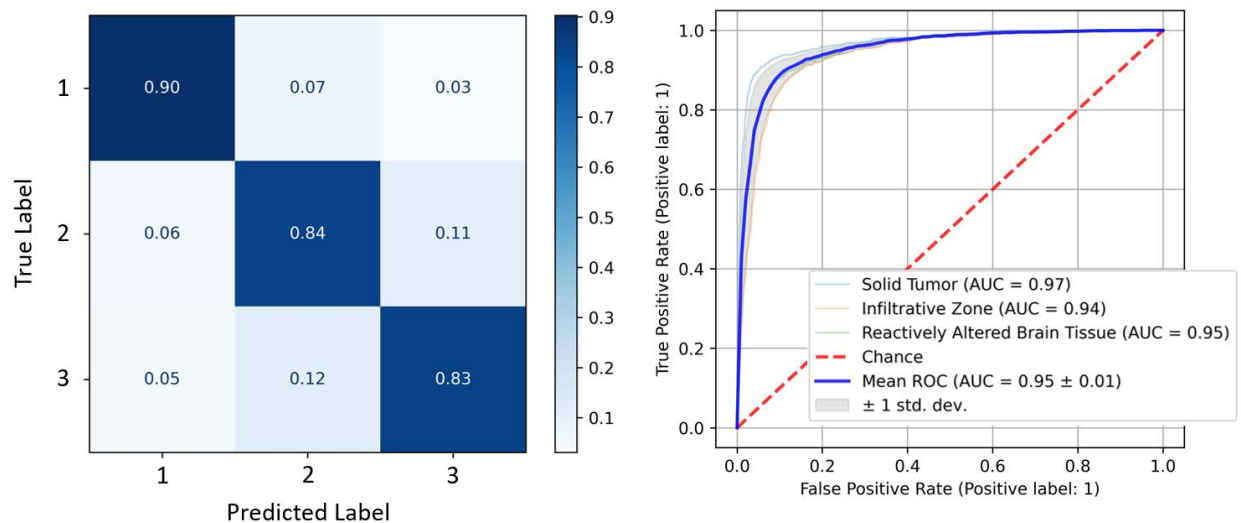 True Label
1
2
3
0.90 0.07 0.03
0.06 0.84 0.11
0.05 0.12 0.83
1 2 3
Predicted Label
0.9
0.8
0.7
0.6
0.5
0.4
0.3
0.2
0.1
True Positive Rate (Positive label: 1)
1.0
0.8
0.6
0.4
0.2
0.0
Solid Tumor (AUC = 0.97)
Infiltrative Zone (AUC = 0.94)
Reactively Altered Brain Tissue (AUC = 0.95)
Chance
Mean ROC (AUC = 0.95 ± 0.01)
± 1 std. dev.
0.0 0.2 0.4 0.6 0.8 1.0
False Positive Rate (Positive label: 1)